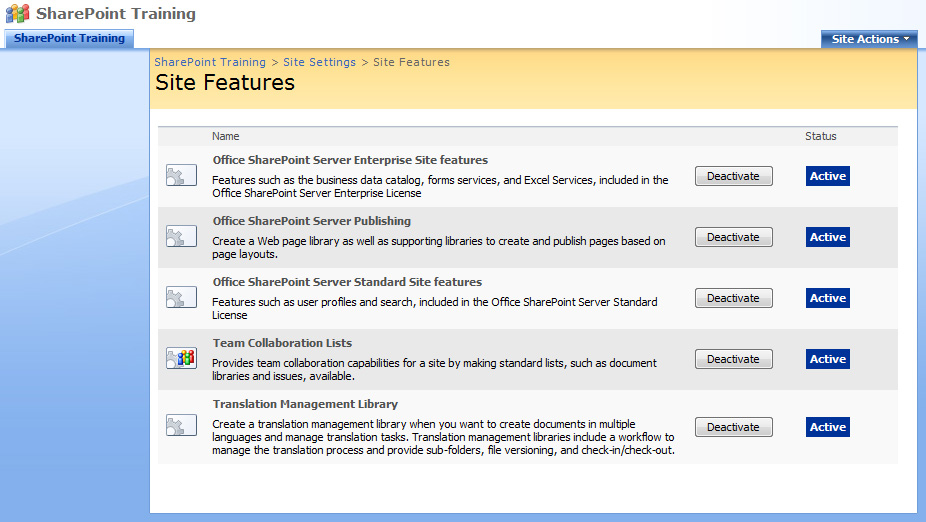 SharePoint Training
SharePoint Training
Site Actions
SharePoint Training > Site Settings > Site Features
Site Features
Name Status
Office SharePoint Server Enterprise Site features
Features such as the business data catalog, forms services, and Excel Services, included in the
Office SharePoint Server Enterprise License
Deactivate Active
Office SharePoint Server Publishing
Create a Web page library as well as supporting libraries to create and publish pages based on
page layouts.
Deactivate Active
Office SharePoint Server Standard Site features
Features such as user profiles and search, included in the Office SharePoint Server Standard
License
Deactivate Active
Team Collaboration Lists
Provides team collaboration capabilities for a site by making standard lists, such as document
libraries and issues, available.
Deactivate Active
Translation Management Library
Create a translation management library when you want to create documents in multiple
languages and manage translation tasks. Translation management libraries include a workflow to
manage the translation process and provide sub-folders, file versioning, and check-in/check-out.
Deactivate Active